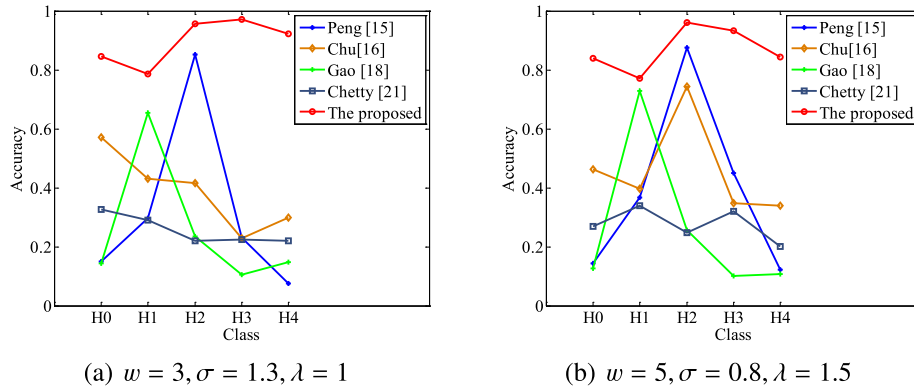 1
0.8
0.6
0.4
0.2
0
Accuracy
H0 H1 H2 H3 H4
Class
Peng [15]
Chu[16]
Gao [18]
Chetty [21]
The proposed
(a) w = 3, σ = 1.3, λ = 1
1
0.8
0.6
0.4
0.2
0
Accuracy
H0 H1 H2 H3 H4
Class
Peng [15]
Chu[16]
Gao [18]
Chetty [21]
The proposed
(b) w = 5, σ = 0.8, λ = 1.5